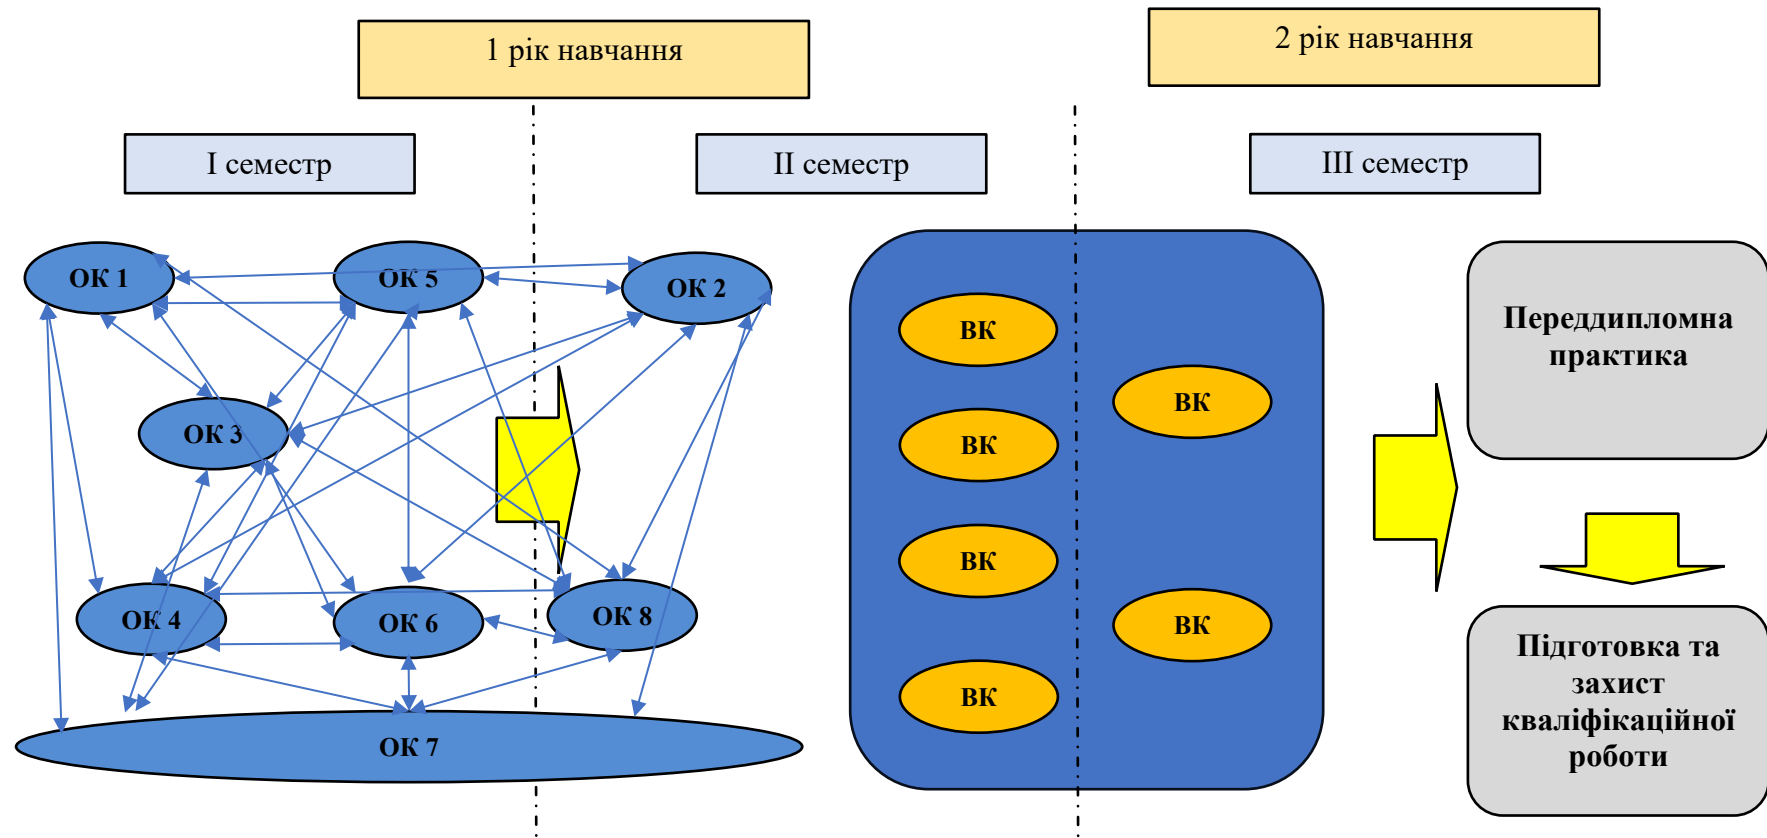 1 рік навчання
2 рік навчання
І семестр
ІІ семестр
ІІІ семестр
ОК 1
ОК 5
ОК 2
ОК 3
ОК 4
ОК 6
ОК 8
ОК 7
ВК
ВК
ВК
ВК
ВК
ВК
Переддипломна
практика
Підготовка та
захист
кваліфікаційної
роботи